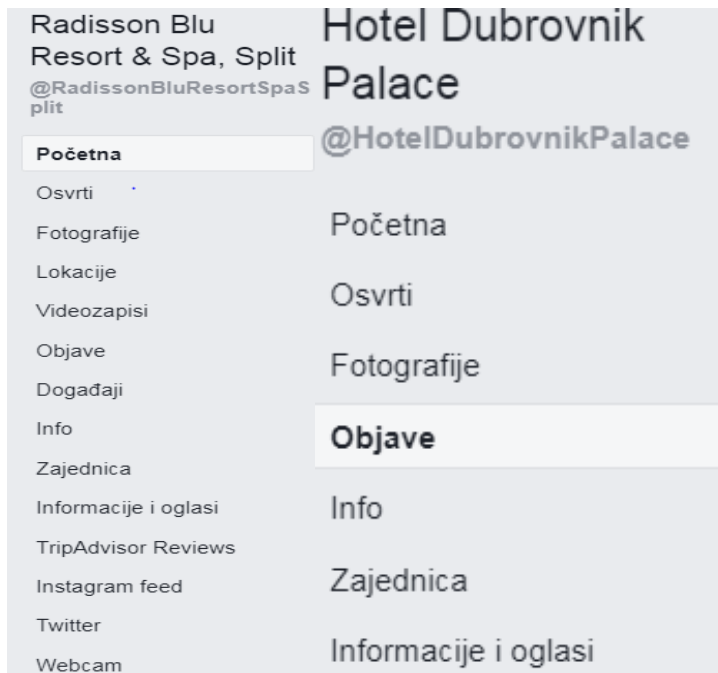 Radisson Blu
Resort & Spa, Split
@RadissonBluResortSpaS
plit
Početna
Osvrti
Fotografije
Lokacije
Videozapisi
Objave
Događaji
Info
Zajednica
Informacije i oglasi
TripAdvisor Reviews
Instagram feed
Twitter
Webcam
Hotel Dubrovnik
Palace
@HotelDubrovnikPalace
Početna
Osvrti
Fotografije
Objave
Info
Zajednica
Informacije i oglasi